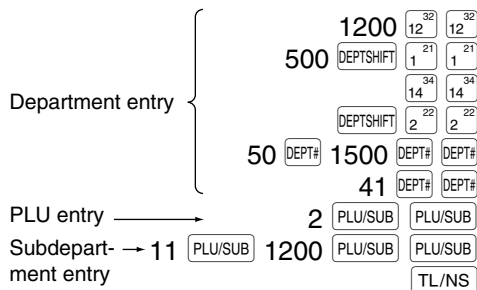 1200 12 32 12 32
500 DEPTSHIFT 1 21 1 21
14 34 14 34
Department entry
DEPTSHIFT 2 22 2 22
50 DEPT# 1500 DEPT# DEPT#
41 DEPT# DEPT#
PLU entry 2 PLU/SUB PLU/SUB
Subdepart- 11 PLU/SUB 1200 PLU/SUB PLU/SUB
ment entry
TL/NS